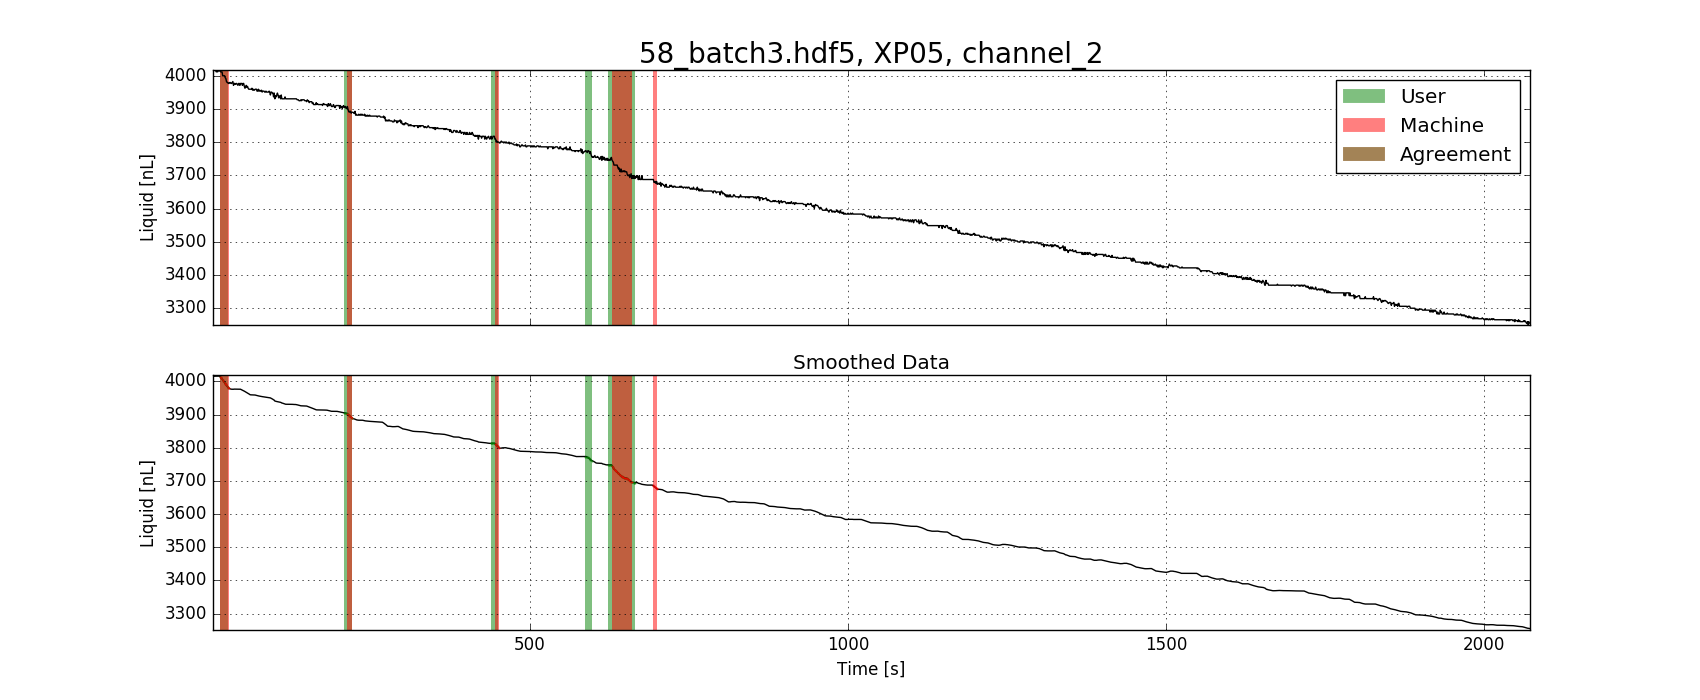 58_batch3.hdf5, XP05, channel_2
4000
3900
3800
3700
3600
3500
3400
3300
Liquid [nL]
User
Machine
Agreement
Smoothed Data
4000
3900
3800
3700
3600
3500
3400
3300
Liquid [nL]
500 1000 1500 2000
Time [s]